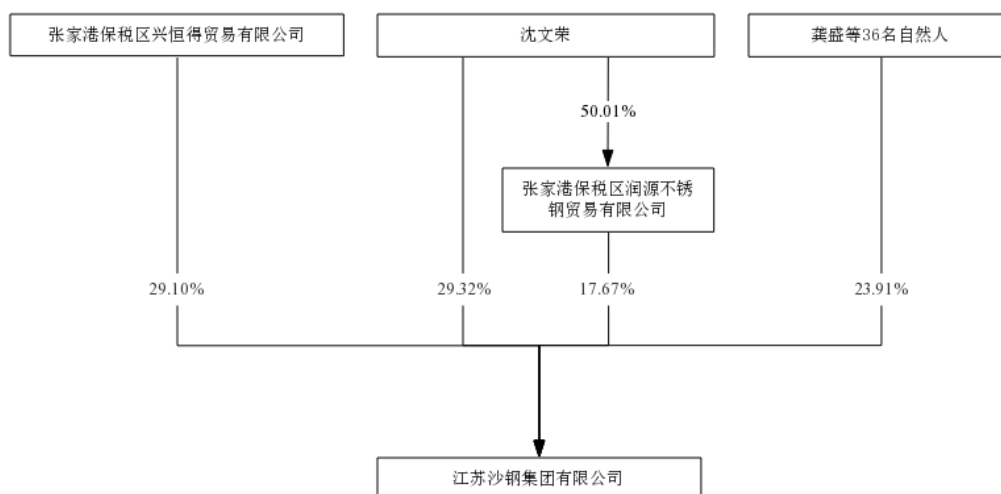 张家港保税区兴恒得贸易有限公司
沈文荣
龚盛等36名自然人
50.01%
张家港保税区润源不锈
钢贸易有限公司
29.10%
29.32%
17.67%
23.91%
江苏沙钢集团有限公司